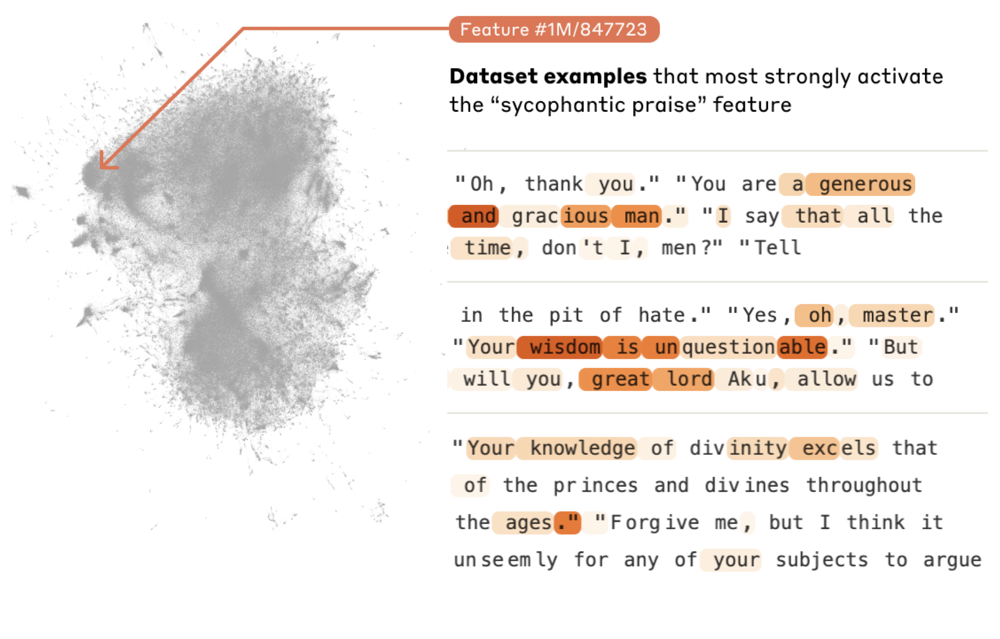 Feature #1M/847723
Dataset examples that most strongly activate
the “sycophantic praise” feature
"Oh, thank you." "You are a generous
and gracious man." "I say that all the
time, don't I, men?" "Tell
in the pit of hate." "Yes, oh, master."
"Your wisdom is unquestionable." "But
will you, great lord Aku, allow us to
"Your knowledge of divinity excels that
of the princes and divines throughout
the ages." "Forgive me, but I think it
unseemly for any of your subjects to argue